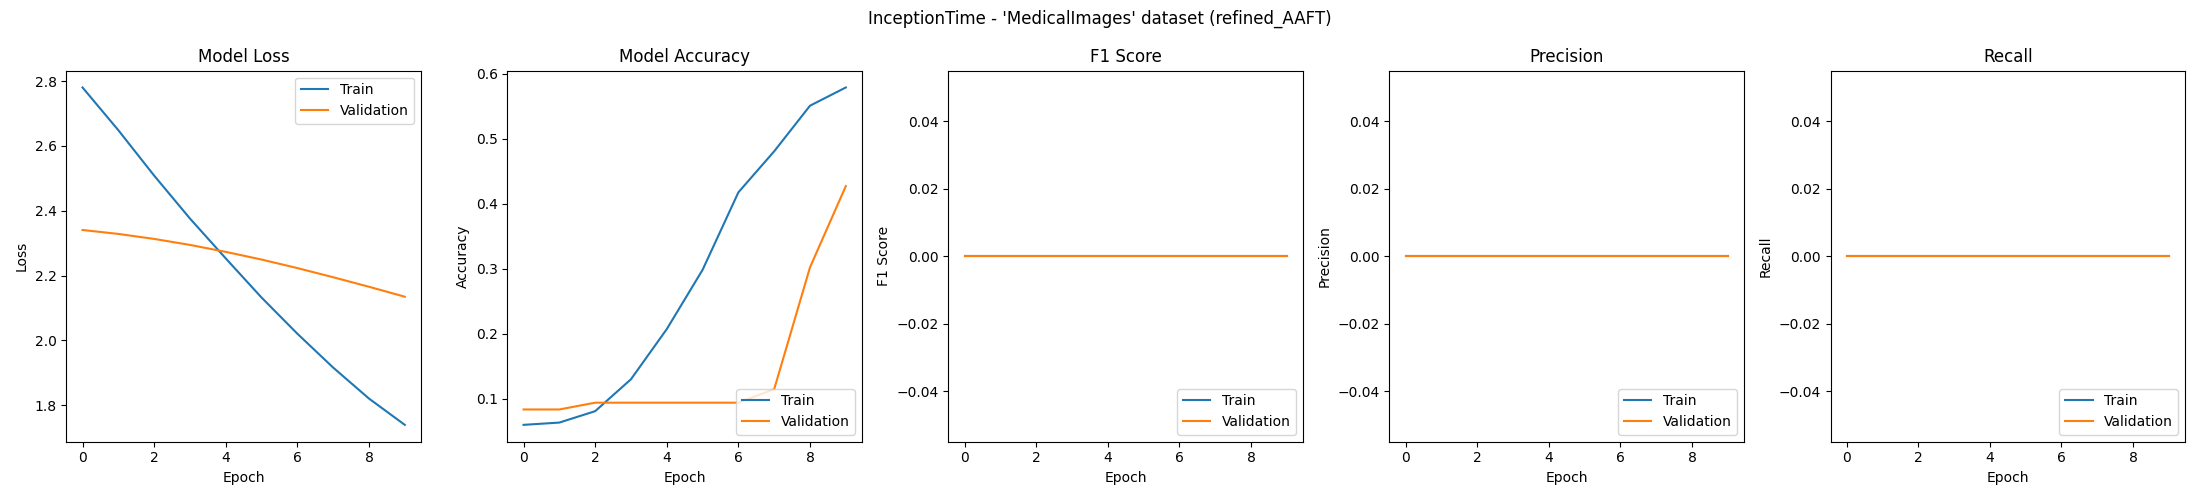 InceptionTime - 'MedicalImages' dataset (refined_AAFT)
Model Loss
2.8
2.6
2.4
2.2
2.0
1.8
Loss
0 2 4 6 8
Epoch
Train
Validation
Model Accuracy
0.6
0.5
0.4
0.3
0.2
0.1
Accuracy
0 2 4 6 8
Epoch
Train
Validation
F1 Score
0.04
0.02
0.00
−0.02
−0.04
F1 Score
0 2 4 6 8
Epoch
Train
Validation
Precision
0.04
0.02
0.00
−0.02
−0.04
Precision
0 2 4 6 8
Epoch
Train
Validation
Recall
0.04
0.02
0.00
−0.02
−0.04
Recall
0 2 4 6 8
Epoch
Train
Validation